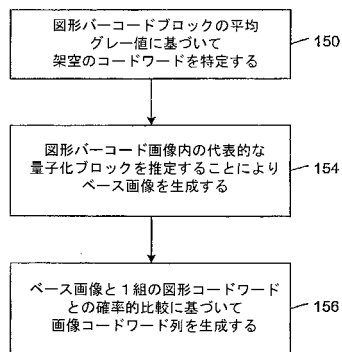 図形バーコードブロックの平均
グレー値に基づいて
架空のコードワードを特定する
150
図形バーコード画像内の代表的な
量子化ブロックを推定することにより
ベース画像を生成する
154
ベース画像と1組の図形コードワード
との確率的比較に基づいて
画像コードワード列を生成する
156